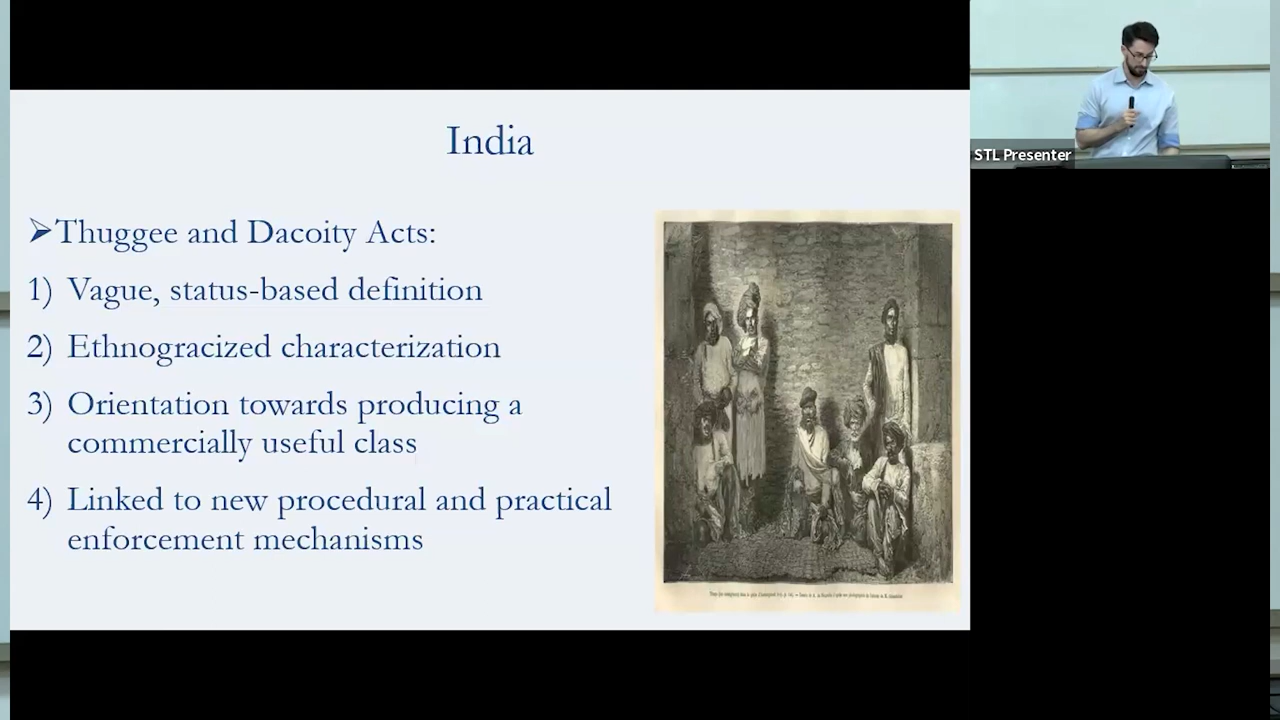 India
➢Thuggee and Dacoity Acts:
1) Vague, status-based definition
2) Ethnogracized characterization
3) Orientation towards producing a
commercially useful class
4) Linked to new procedural and practical
enforcement mechanisms
STL Presenter